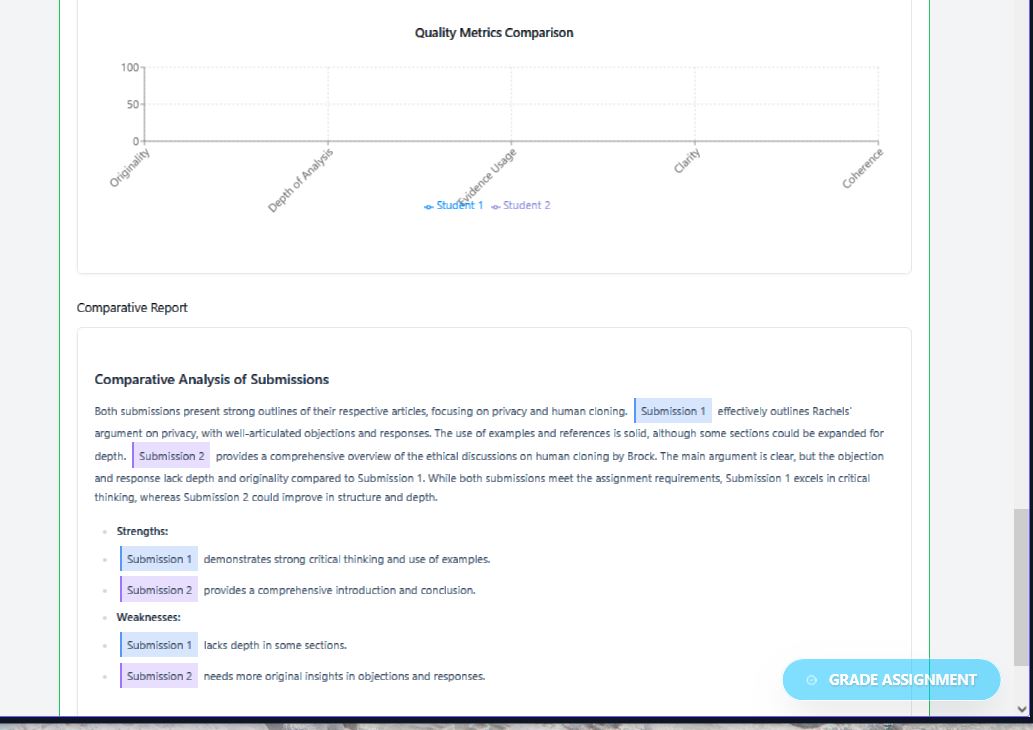 Quality Metrics Comparison
100
50
0
Originality
Depth of Analysis
Evidence Usage
Clarity
Coherence
Student 1 Student 2
Comparative Report
Comparative Analysis of Submissions
Both submissions present strong outlines of their respective articles, focusing on privacy and human cloning. Submission 1 effectively outlines Rachels'
argument on privacy, with well-articulated objections and responses. The use of examples and references is solid, although some sections could be expanded for
depth. Submission 2 provides a comprehensive overview of the ethical discussions on human cloning by Brock. The main argument is clear, but the objection
and response lack depth and originality compared to Submission 1. While both submissions meet the assignment requirements, Submission 1 excels in critical
thinking, whereas Submission 2 could improve in structure and depth.
Strengths:
Submission 1 demonstrates strong critical thinking and use of examples.
Submission 2 provides a comprehensive introduction and conclusion.
Weaknesses:
Submission 1 lacks depth in some sections.
Submission 2 needs more original insights in objections and responses.
GRADE ASSIGNMENT